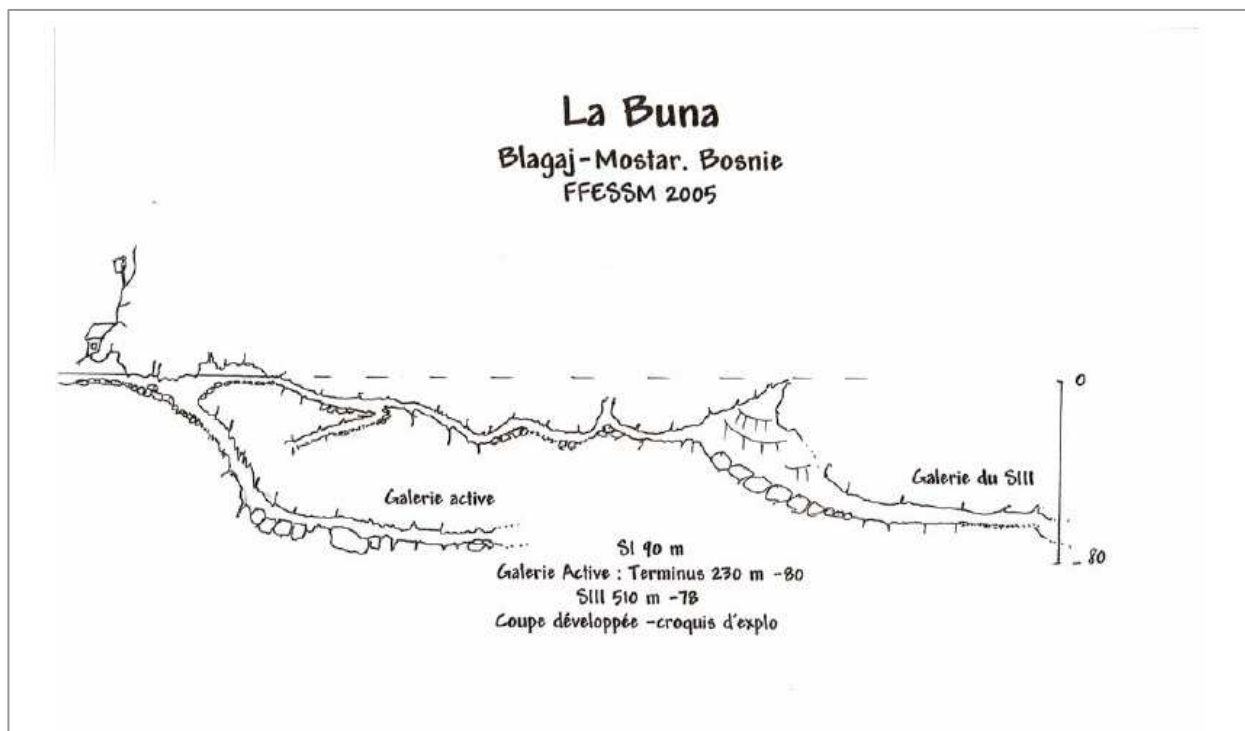 La Buna
Blagaj-Mostar. Bosnie
FFESSM 2005
0
Galerie du SIII
Galerie active
-80
SI 90 m
Galerie Active : Terminus 230 m -80
SIII 510 m -78
Coupe développée -croquis d'explo